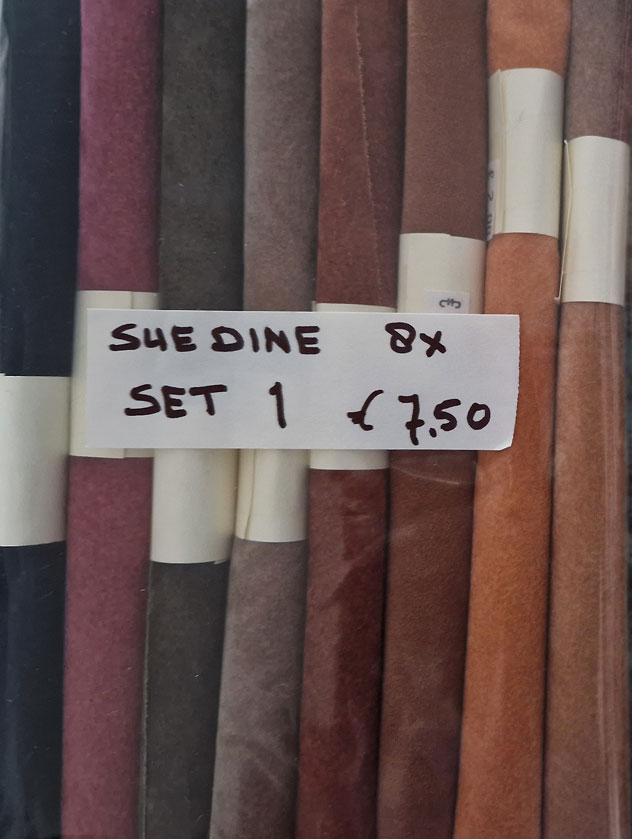 SUEDINE 8x
SET 1 € 7.50